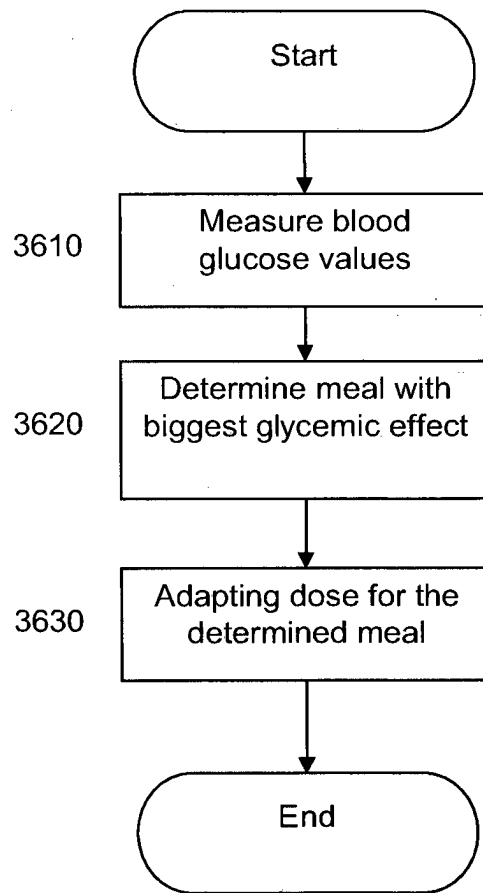 Start
3610
Measure blood
glucose values
3620
Determine meal with
biggest glycemic effect
3630
Adapting dose for the
determined meal
End